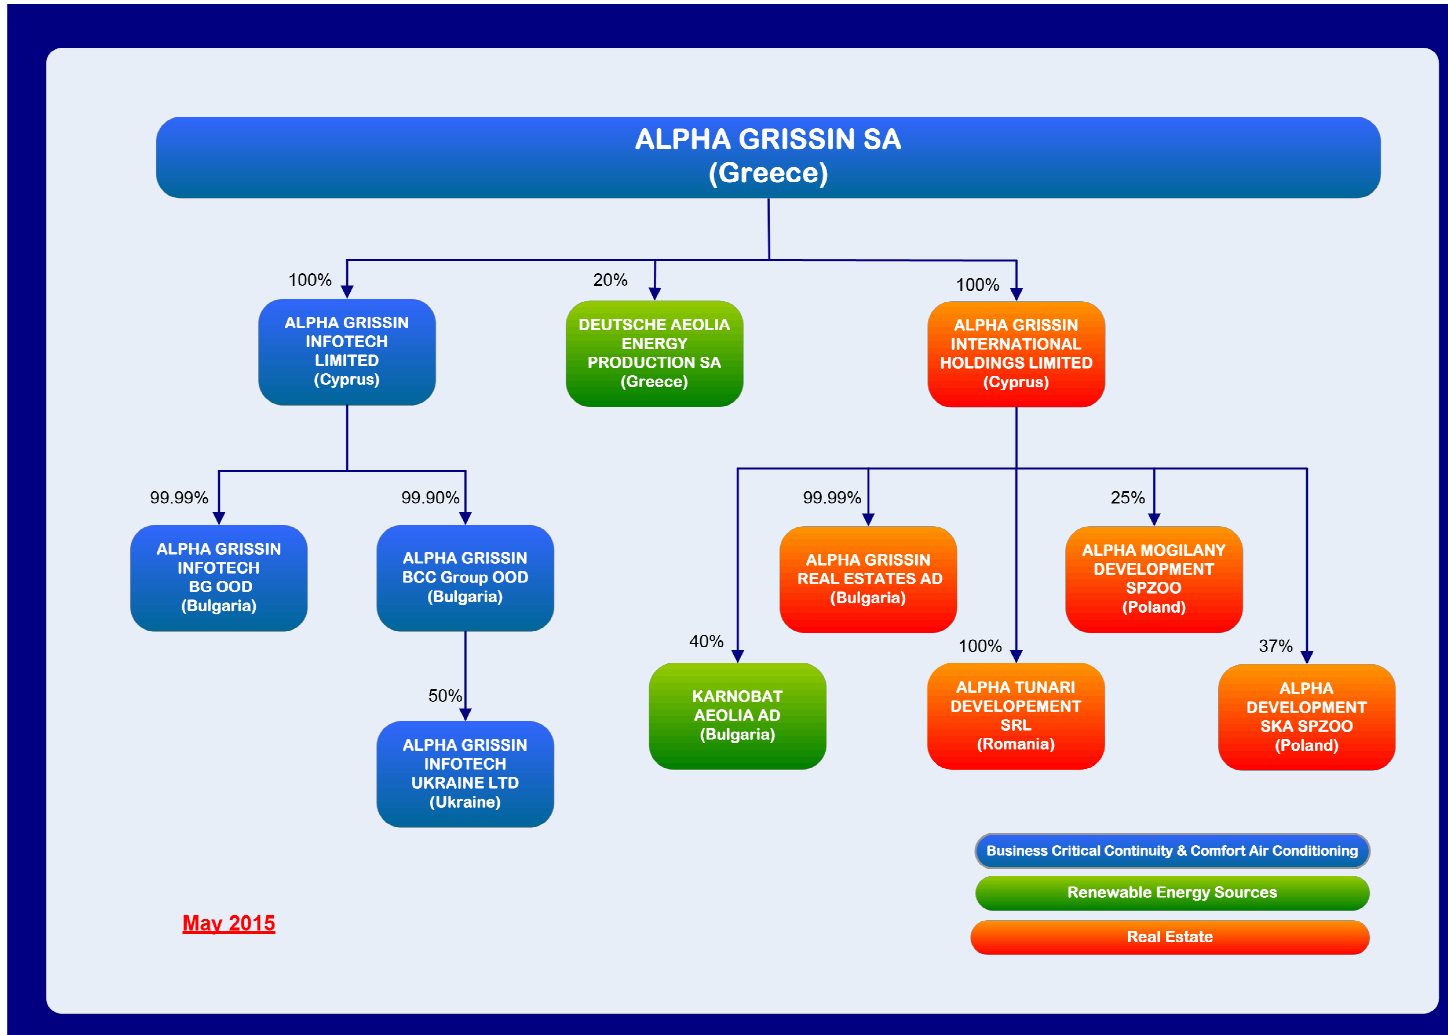 ALPHA GRISSIN SA
(Greece)
100%
20%
100%
ALPHA GRISSIN
INFOTECH
LIMITED
(Cyprus)
DEUTSCHE AEOLIA
ENERGY
PRODUCTION SA
(Greece)
ALPHA GRISSIN
INTERNATIONAL
HOLDINGS LIMITED
(Cyprus)
99.99%
99.90%
99.99%
25%
ALPHA GRISSIN
INFOTECH
BG OOD
(Bulgaria)
ALPHA GRISSIN
BCC Group OOD
(Bulgaria)
ALPHA GRISSIN
REAL ESTATES AD
(Bulgaria)
ALPHA MOGILANY
DEVELOPMENT
SPZOO
(Poland)
50%
40%
100%
37%
ALPHA GRISSIN
INFOTECH
UKRAINE LTD
(Ukraine)
KARNOBAT
AEOLIA AD
(Bulgaria)
ALPHA TUNARI
DEVELOPEMENT
SRL
(Romania)
ALPHA
DEVELOPMENT
SKA SPZOO
(Poland)
Business Critical Continuity & Comfort Air Conditioning
Renewable Energy Sources
Real Estate
May 2015